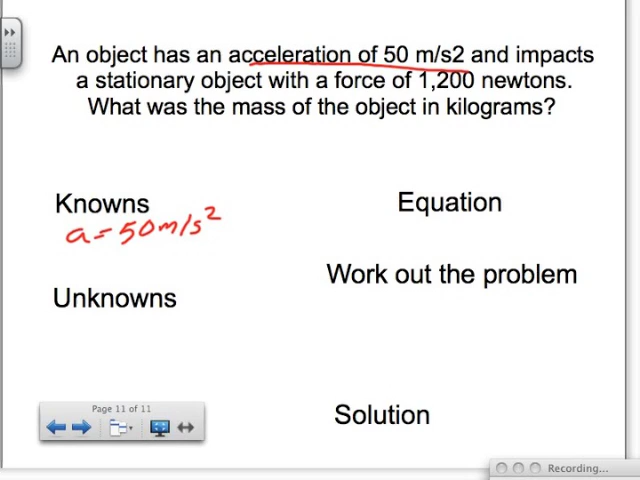 An object has an acceleration of 50 m/s2 and impacts
a stationary object with a force of 1,200 newtons.
What was the mass of the object in kilograms?
Knowns
a = 50 m/s²
Unknowns
Equation
Work out the problem
Solution
Page 11 of 11
Recording...